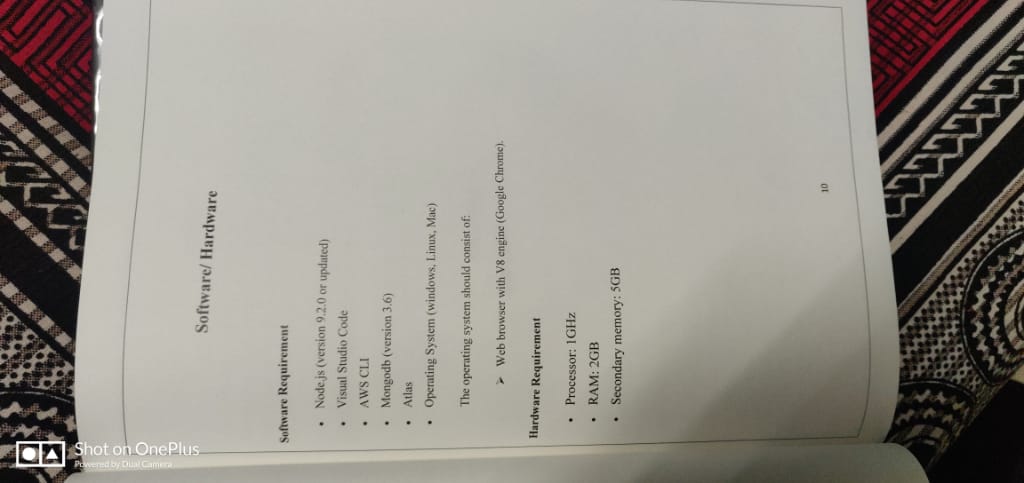 Software/ Hardware
Software Requirement
• Node.js (version 9.2.0 or updated)
• Visual Studio Code
• AWS CLI
• Mongodb (version 3.6)
• Atlas
• Operating System (windows, Linux, Mac)
The operating system should consist of:
➤ Web browser with V8 engine (Google Chrome).
Hardware Requirement
• Processor: 1GHz
• RAM: 2GB
• Secondary memory: 5GB
10
Shot on OnePlus
Powered by Dual Camera